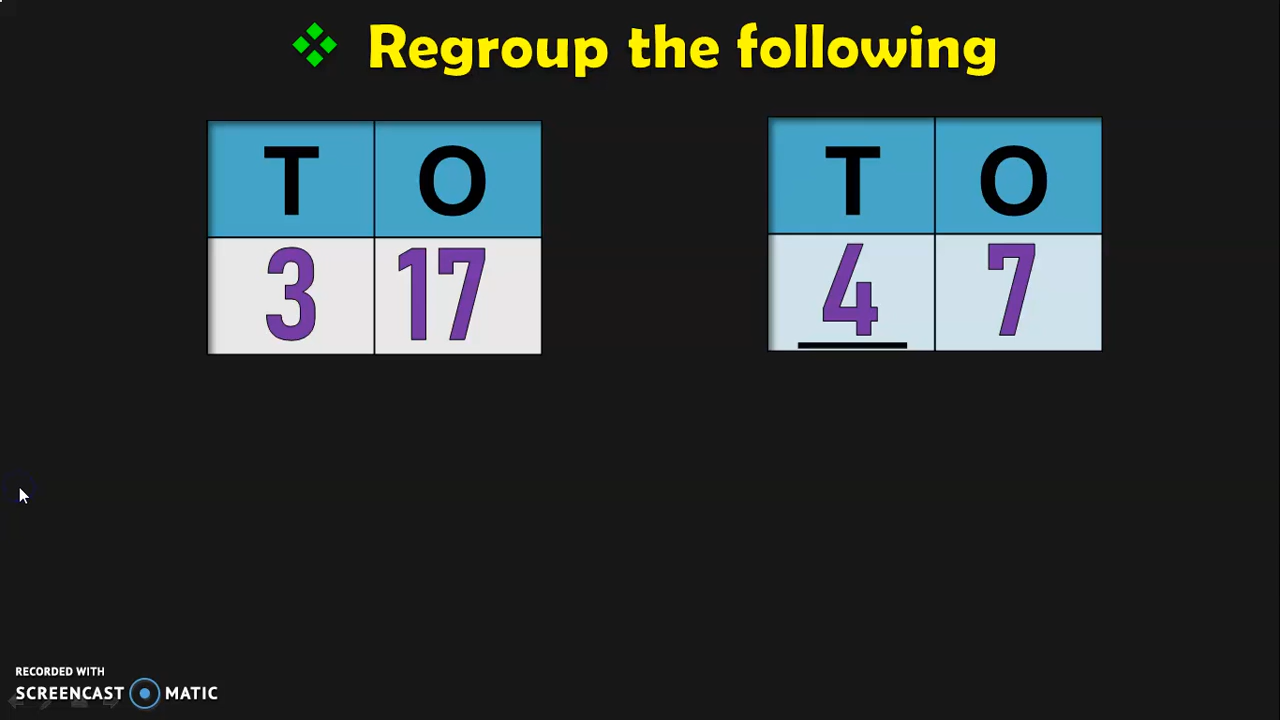 Regroup the following
T O
3 17
T O
4 7
RECORDED WITH
SCREENCAST MATIC